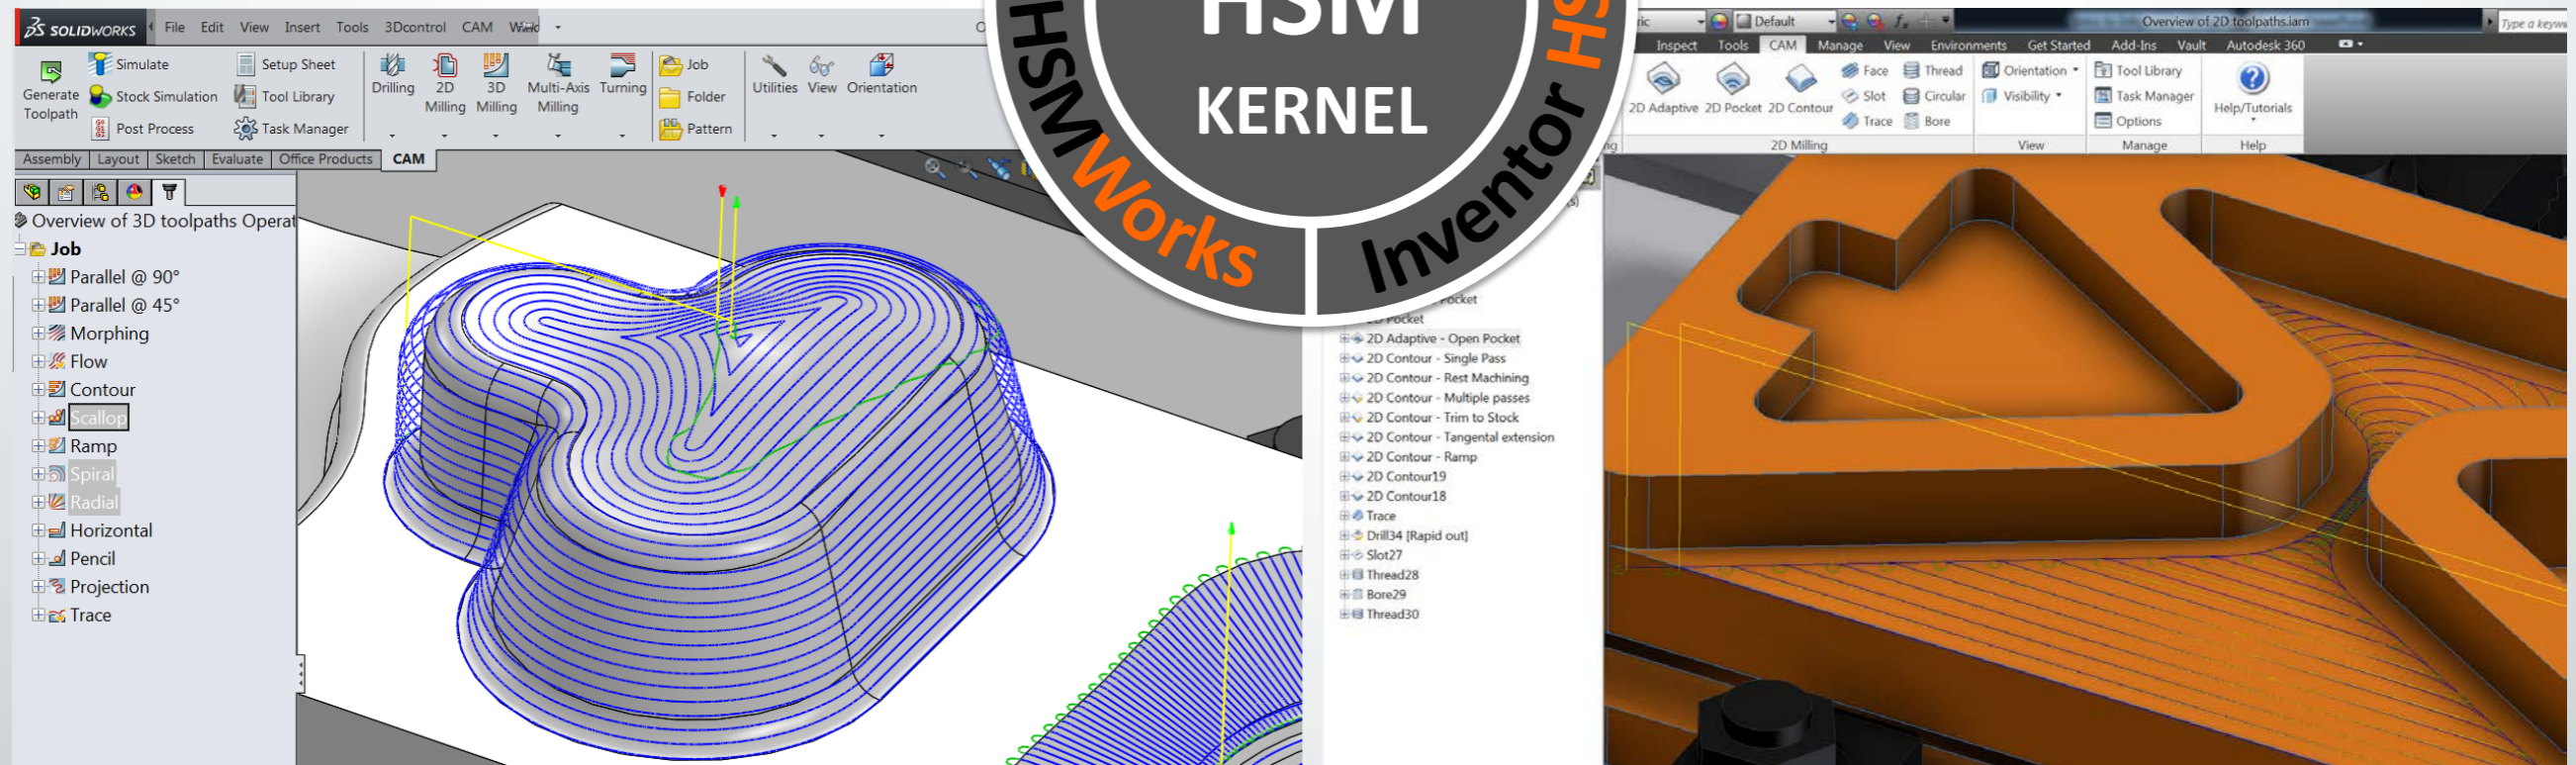 SOLIDWORKS File Edit View Insert Tools 3Dcontrol CAM
Generate Toolpath
Simulate
Stock Simulation
Post Process
Setup Sheet
Tool Library
Task Manager
Drilling
2D Milling
3D Milling
Multi-Axis Milling
Turning
Job
Folder
Pattern
Utilities
View
Orientation
Assembly Layout Sketch Evaluate Office Products CAM
Overview of 3D toolpaths Operat
Job
Parallel @ 90°
Parallel @ 45°
Morphing
Flow
Contour
Scallop
Ramp
Spiral
Radial
Horizontal
Pencil
Projection
Trace
HSM
KERNEL
HSMWorks
Inventor HS
Default
Overview of 2D toolpaths.iam
Type a keyw
Inspect Tools CAM Manage View Environments Get Started Add-Ins Vault Autodesk 360
2D Adaptive
2D Pocket
2D Contour
Face
Slot
Trace
Thread
Circular
Bore
Orientation
Visibility
Tool Library
Task Manager
Options
Help/Tutorials
2D Milling
View
Manage
Help
Pocket
2D Pocket
2D Adaptive - Open Pocket
2D Contour - Single Pass
2D Contour - Rest Machining
2D Contour - Multiple passes
2D Contour - Trim to Stock
2D Contour - Tangential extension
2D Contour - Ramp
2D Contour19
2D Contour18
Trace
Drill34 [Rapid out]
Slot27
Thread28
Bore29
Thread30